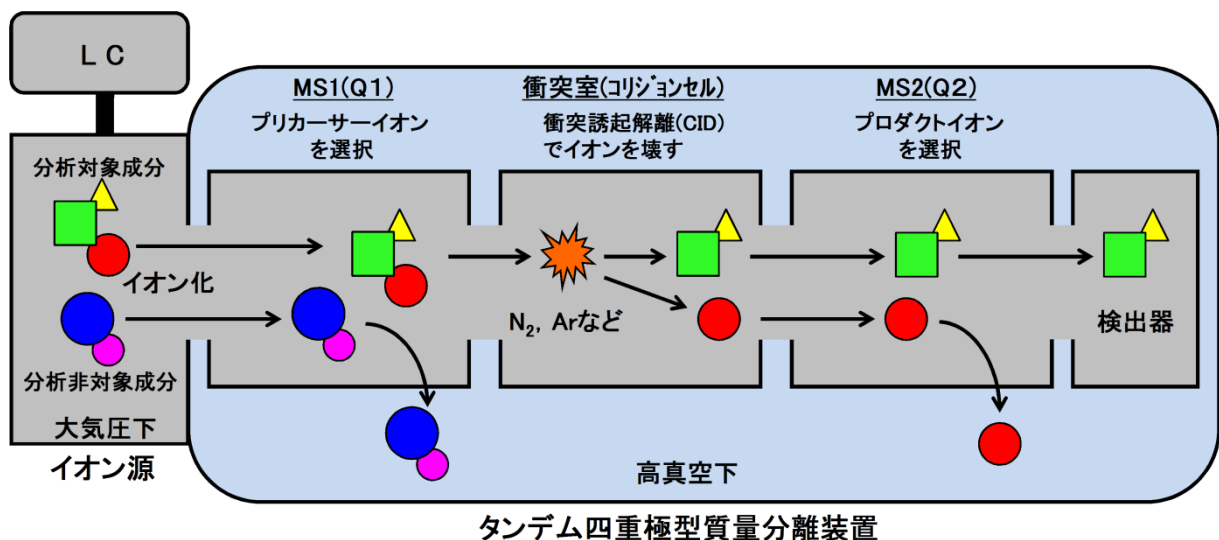 LC
MS1(Q1)
プリカーサーイオン
を選択
衝突室(コリジョンセル)
衝突誘起解離(CID)
でイオンを壊す
MS2(Q2)
プロダクトイオン
を選択
分析対象成分
イオン化
N₂, Arなど
検出器
分析非対象成分
大気圧下
イオン源
高真空下
タンデム四重極型質量分離装置